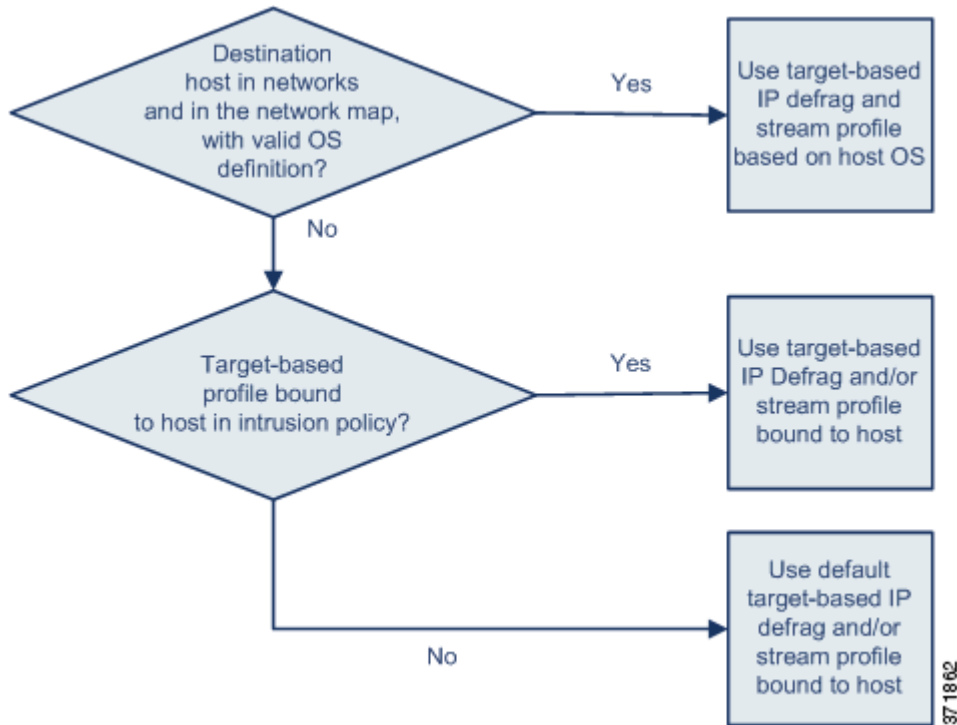 Destination
host in networks
and in the network map,
with valid OS
definition?
Yes
Use target-based
IP defrag and
stream profile
based on host OS
No
Target-based
profile bound
to host in intrusion policy?
Yes
Use target-based
IP Defrag and/or
stream profile
bound to host
No
Use default
target-based IP
defrag and/or
stream profile
bound to host
371862